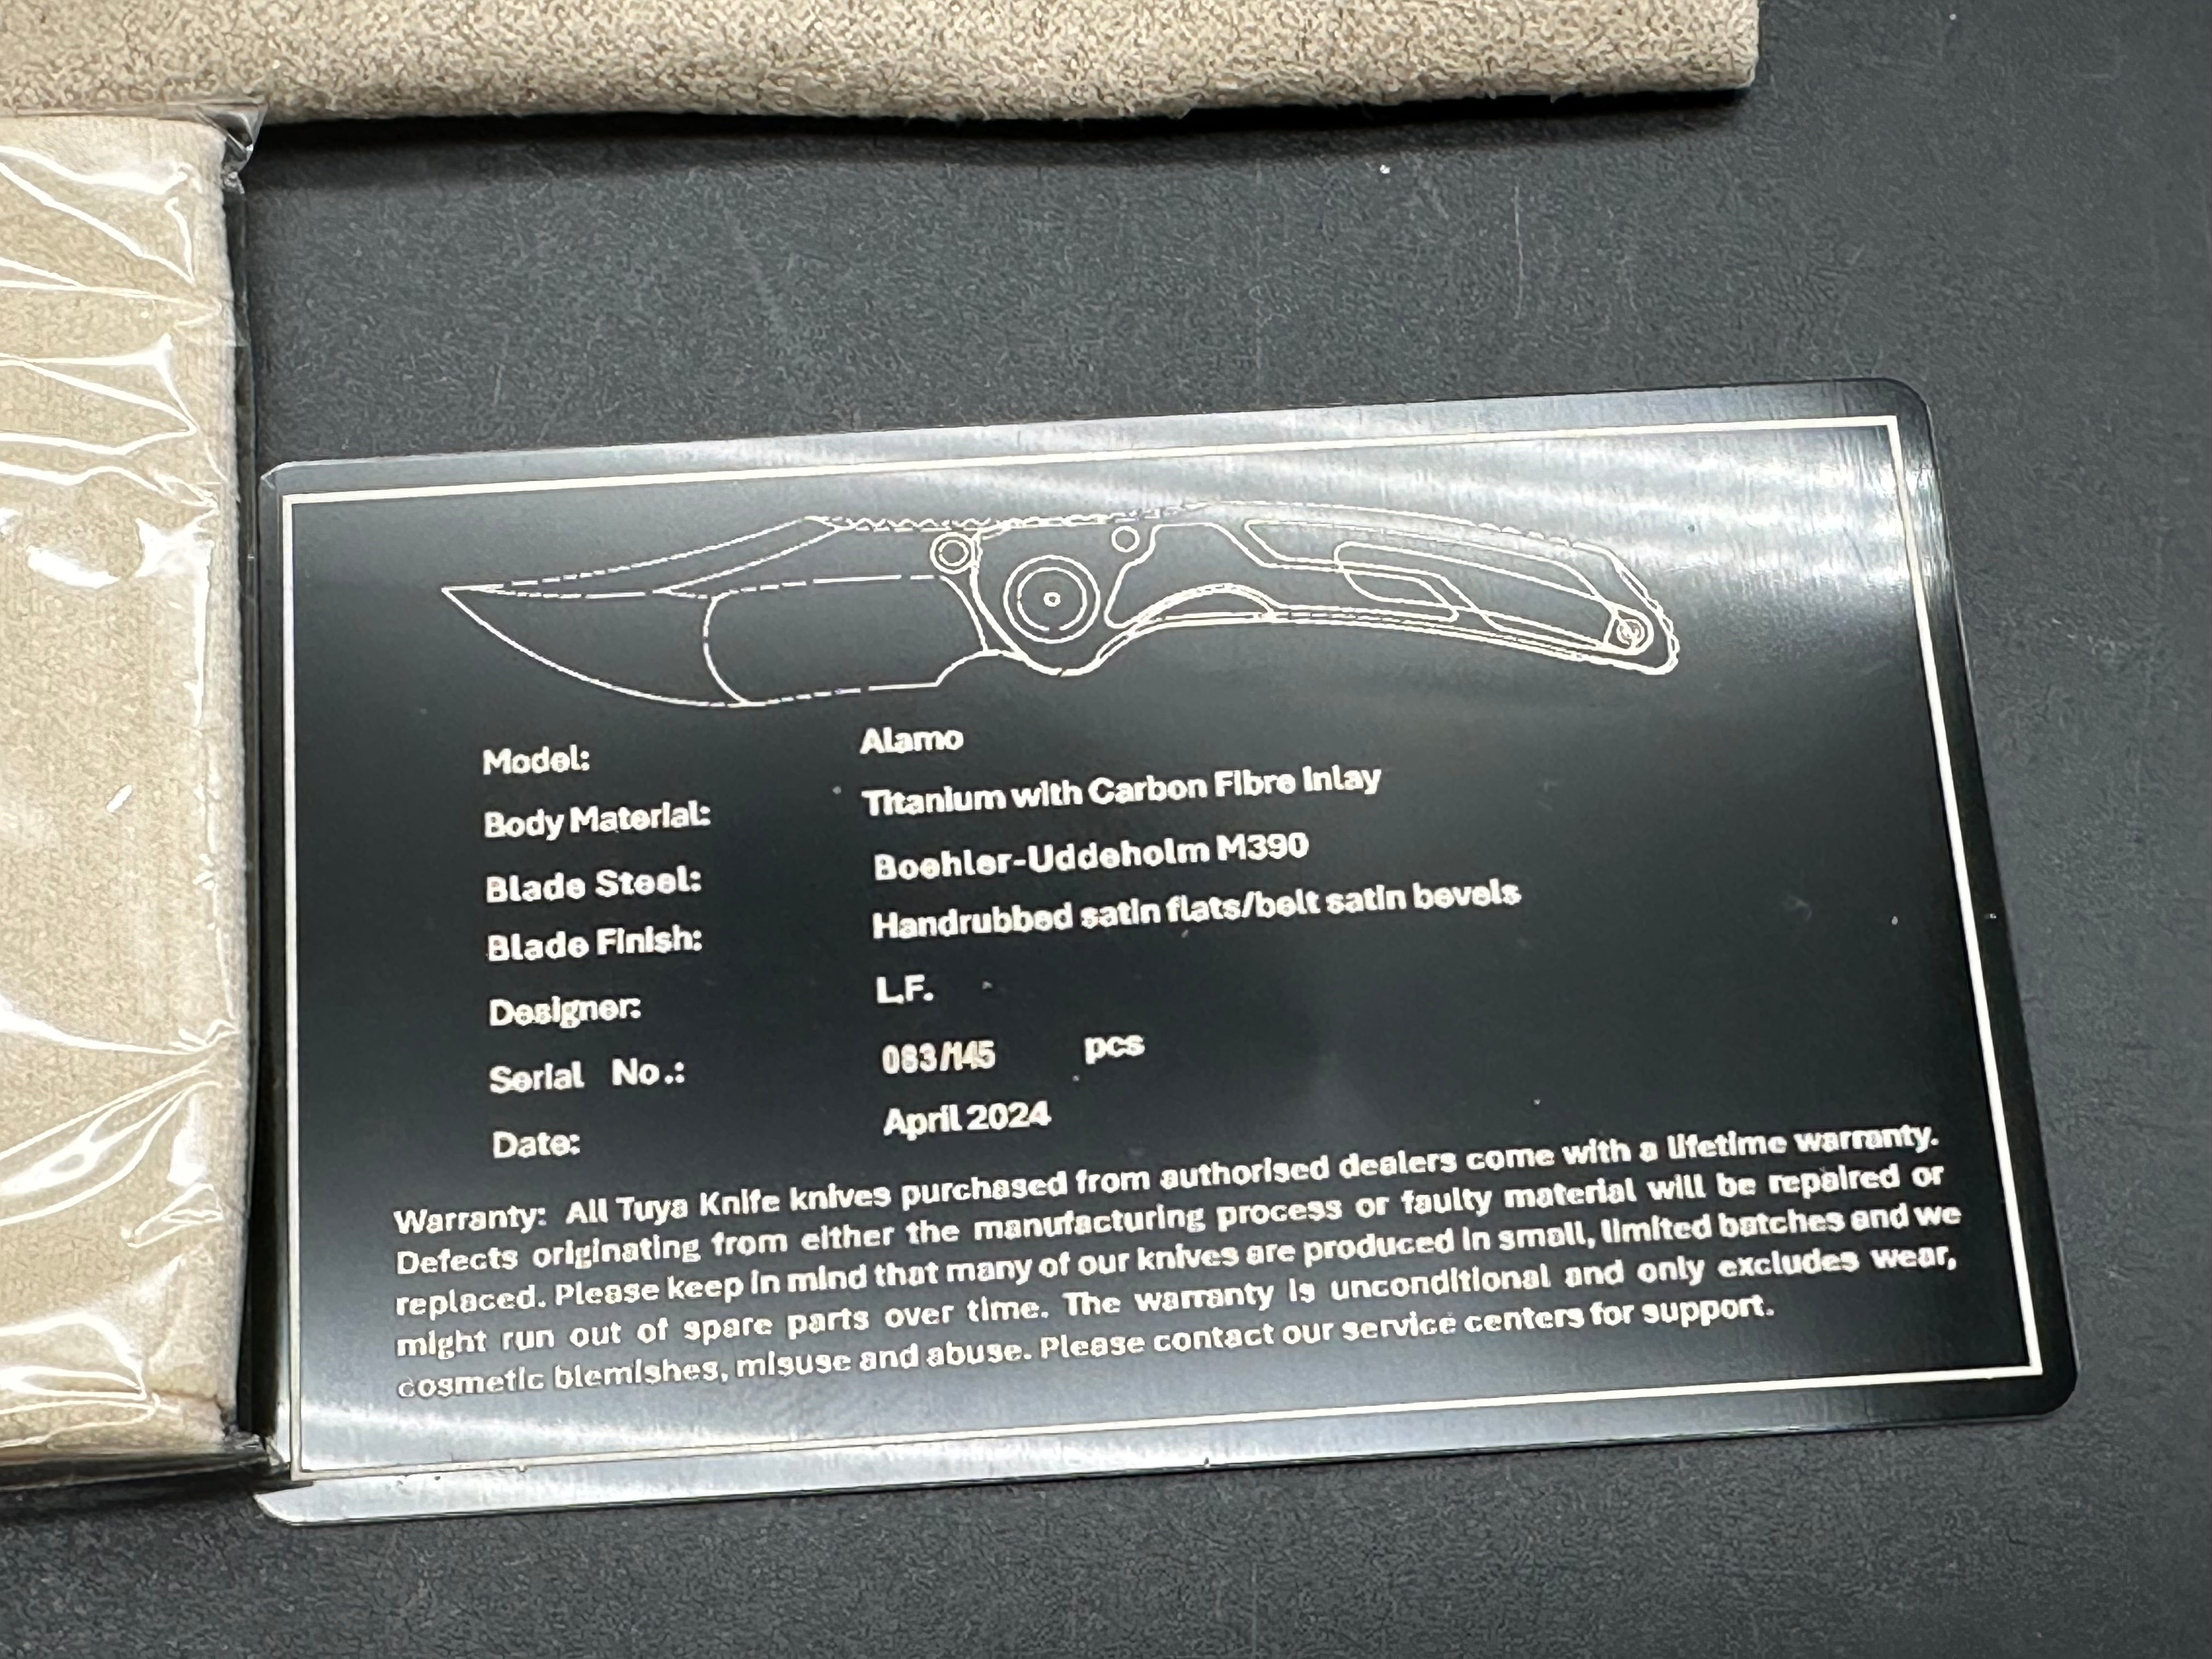 Model: Alamo
Body Material: Titanium with Carbon Fibre Inlay
Blade Steel: Boehler-Uddeholm M390
Blade Finish: Handrubbed satin flats/belt satin bevels
Designer: L.F.
Serial No.: 083/145 pcs
Date: April 2024
Warranty: All Tuya Knife knives purchased from authorised dealers come with a lifetime warranty.
Defects originating from either the manufacturing process or faulty material will be repaired or
replaced. Please keep in mind that many of our knives are produced in small, limited batches and we
might run out of spare parts over time. The warranty is unconditional and only excludes wear,
cosmetic blemishes, misuse and abuse. Please contact our service centers for support.